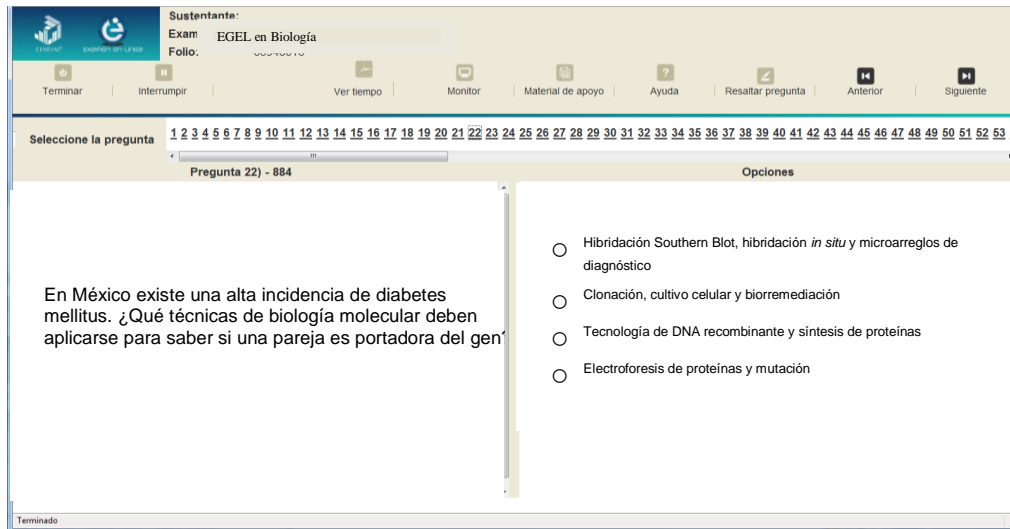 Sustentante:
Exam EGEL en Biología
Folio:
CENEVAL
EXAMEN EN LÍNEA
Terminar
Interrumpir
Ver tiempo
Monitor
Material de apoyo
Ayuda
Resaltar pregunta
Anterior
Siguiente
Seleccione la pregunta 1 2 3 4 5 6 7 8 9 10 11 12 13 14 15 16 17 18 19 20 21 22 23 24 25 26 27 28 29 30 31 32 33 34 35 36 37 38 39 40 41 42 43 44 45 46 47 48 49 50 51 52 53
Pregunta 22) - 884
Opciones
En México existe una alta incidencia de diabetes
mellitus. ¿Qué técnicas de biología molecular deben
aplicarse para saber si una pareja es portadora del gen?
Hibridación Southern Blot, hibridación in situ y microarreglos de
diagnóstico
Clonación, cultivo celular y biorremediación
Tecnología de DNA recombinante y síntesis de proteínas
Electroforesis de proteínas y mutación
Terminado